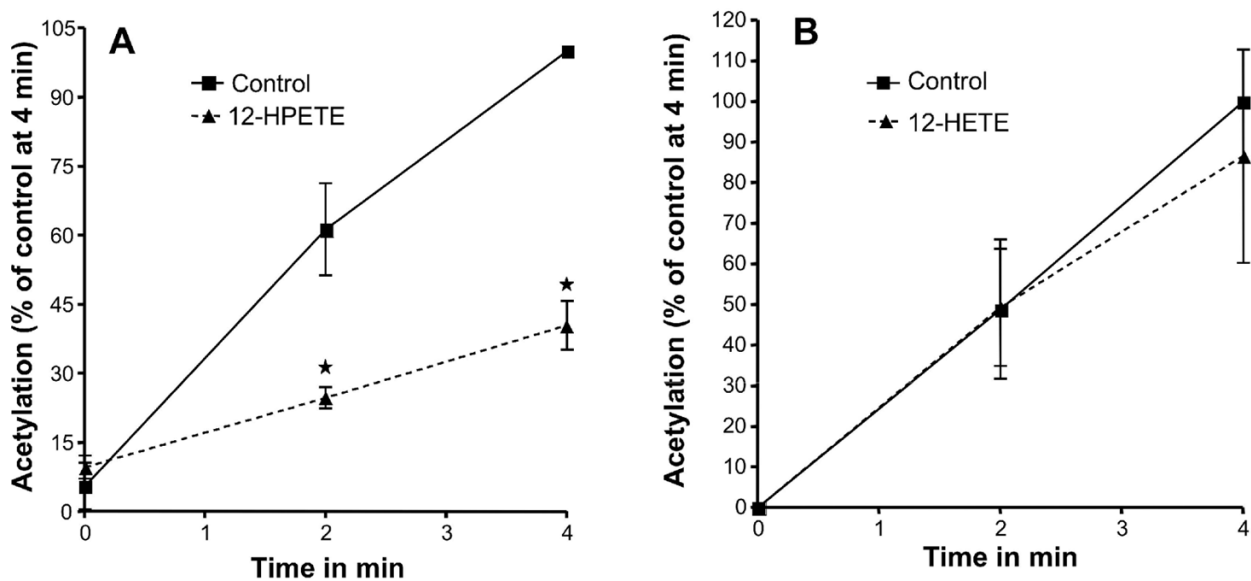 A
Control
12-HPETE
Acetylation (% of control at 4 min)
105
90
75
60
45
30
15
0
0 1 2 3 4
Time in min
B
Control
12-HETE
Acetylation (% of control at 4 min)
120
110
100
90
80
70
60
50
40
30
20
10
0
0 1 2 3 4
Time in min